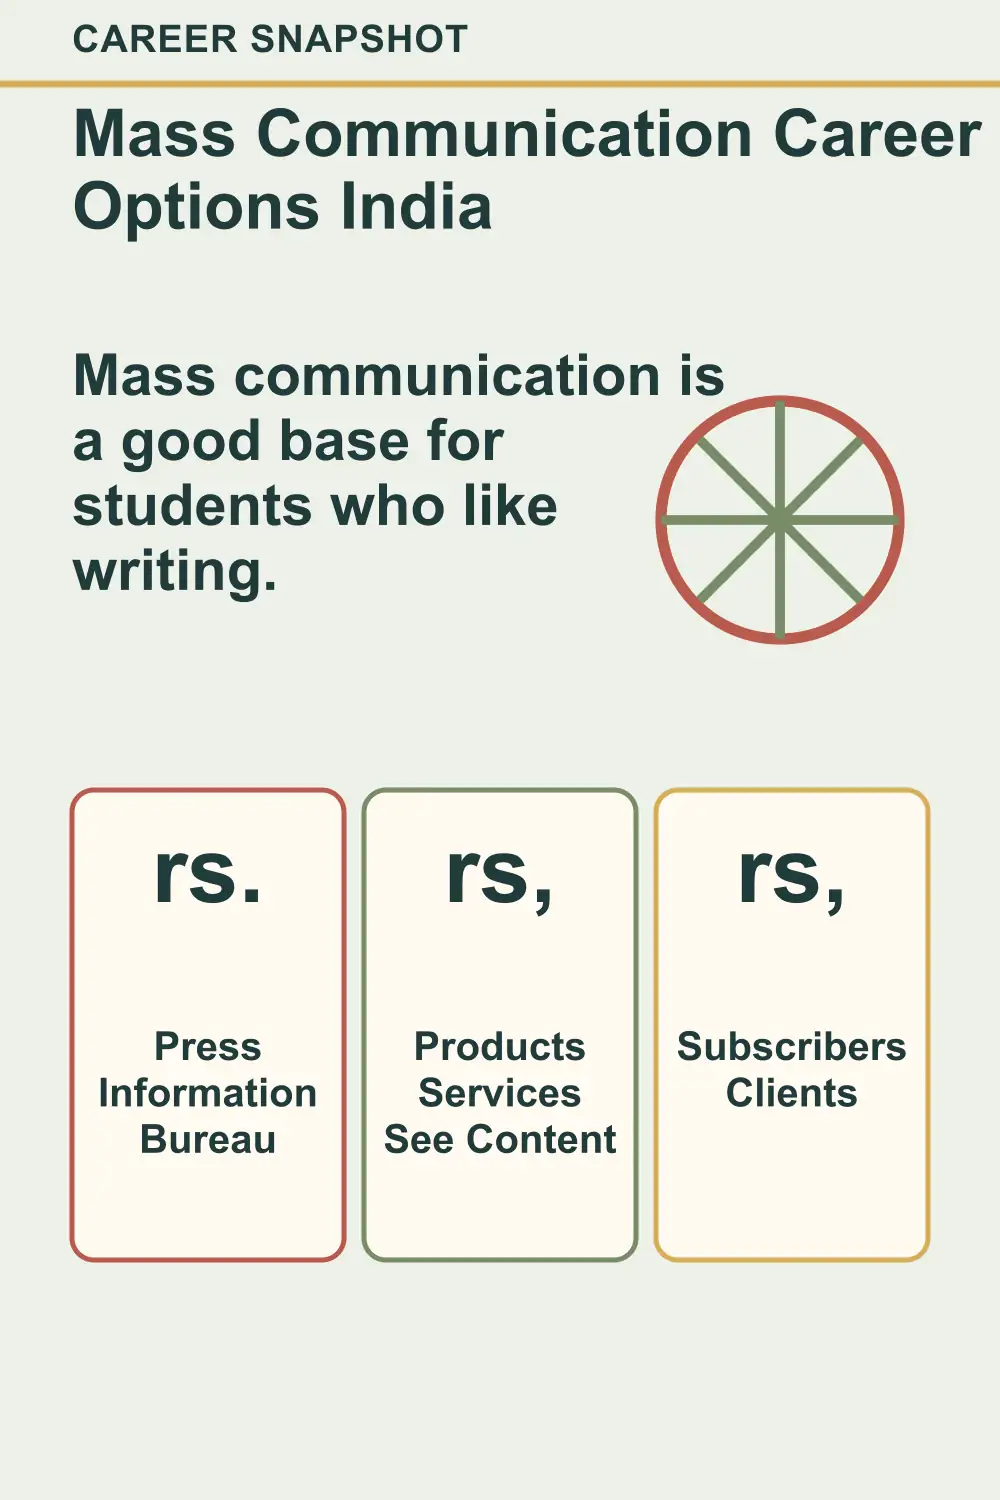 CAREER SNAPSHOT
Mass Communication Career
Options India
Mass communication is
a good base for
students who like
writing.
rs.
Press
Information
Bureau
rs,
Products
Services
See Content
rs,
Subscribers
Clients